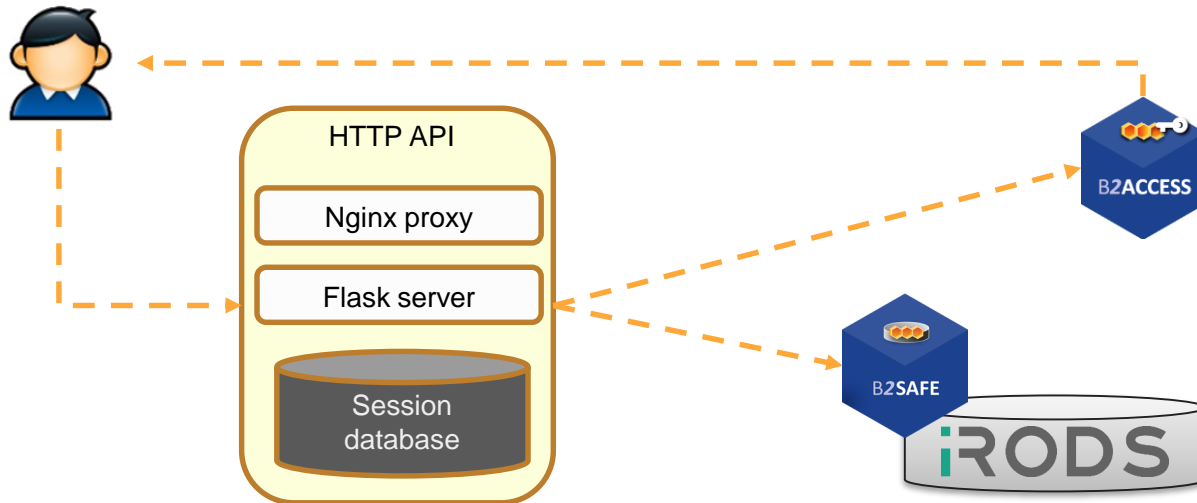 HTTP API
Nginx proxy
Flask server
Session
database
B2ACCESS
B2SAFE
iRODS